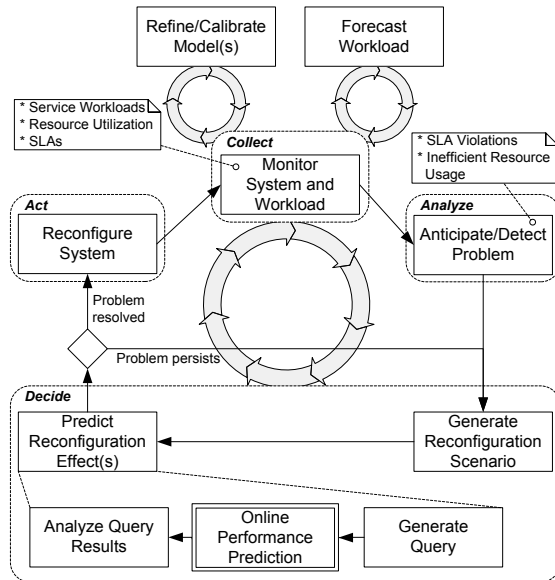 Refine/Calibrate
Model(s)
Forecast
Workload
* Service Workloads
* Resource Utilization
* SLAs
Collect
Monitor
System and
Workload
* SLA Violations
* Inefficient Resource
Usage
Act
Reconfigure
System
Analyze
Anticipate/Detect
Problem
Problem
resolved
Problem persists
Decide
Predict
Reconfiguration
Effect(s)
Generate
Reconfiguration
Scenario
Analyze Query
Results
Online
Performance
Prediction
Generate
Query